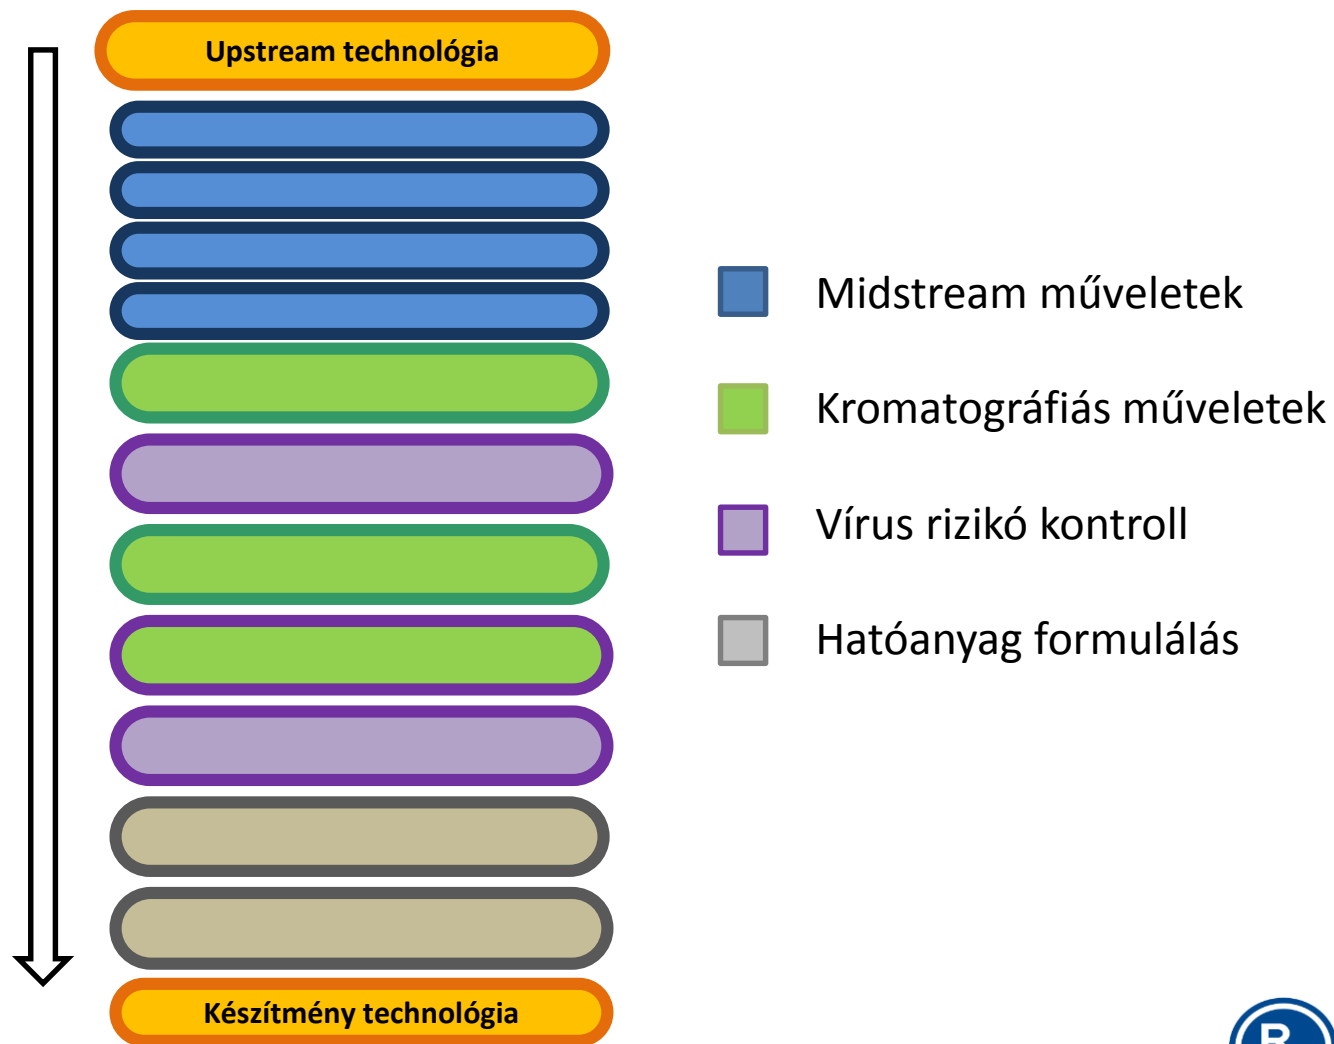 Upstream technológia
Midstream műveletek
Kromatográfiás műveletek
Vírus rizikó kontroll
Hatóanyag formulálás
Készítmény technológia
R